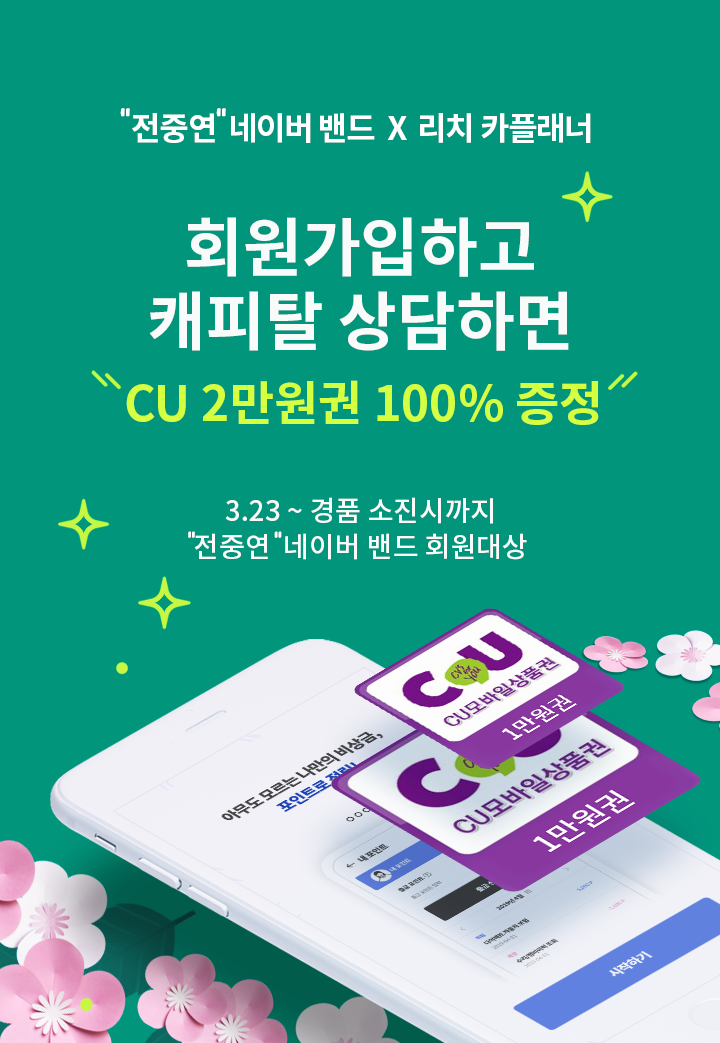 "전중연"네이버 밴드 X 리치 카플래너
회원가입하고
캐피탈 상담하면
CU 2만원권 100% 증정
3.23 ~ 경품 소진시까지
"전중연"네이버 밴드 회원대상
CU
CU모바일상품권
1만원권
CU모바일상품권
1만원권
아무도 모르는 나만의 비상금,
포인트로
← 내 포인트
시작하기